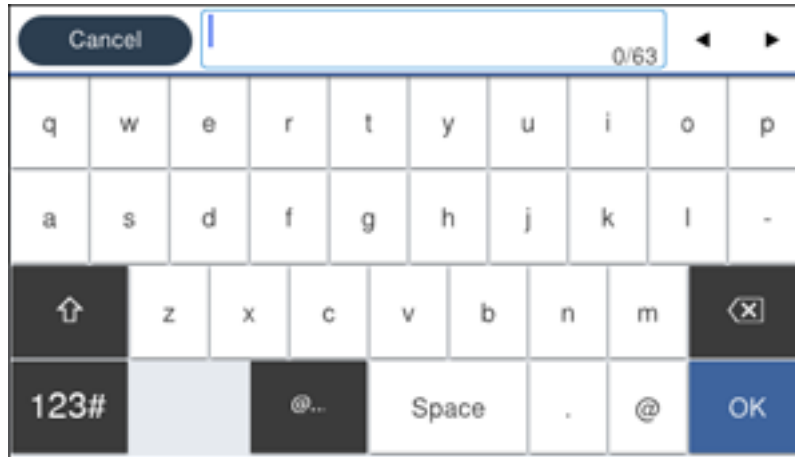 Cancel
0/63
q w e r t y u i o p
a s d f g h j k l -
z x c v b n m
123# @... Space . @ OK